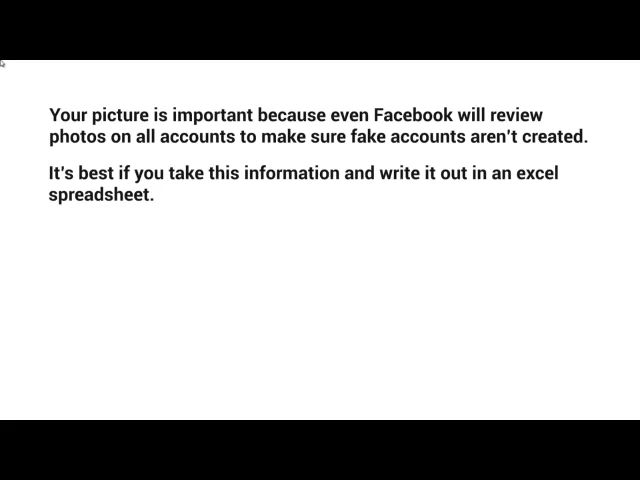 Your picture is important because even Facebook will review
photos on all accounts to make sure fake accounts aren't created.
It's best if you take this information and write it out in an excel
spreadsheet.